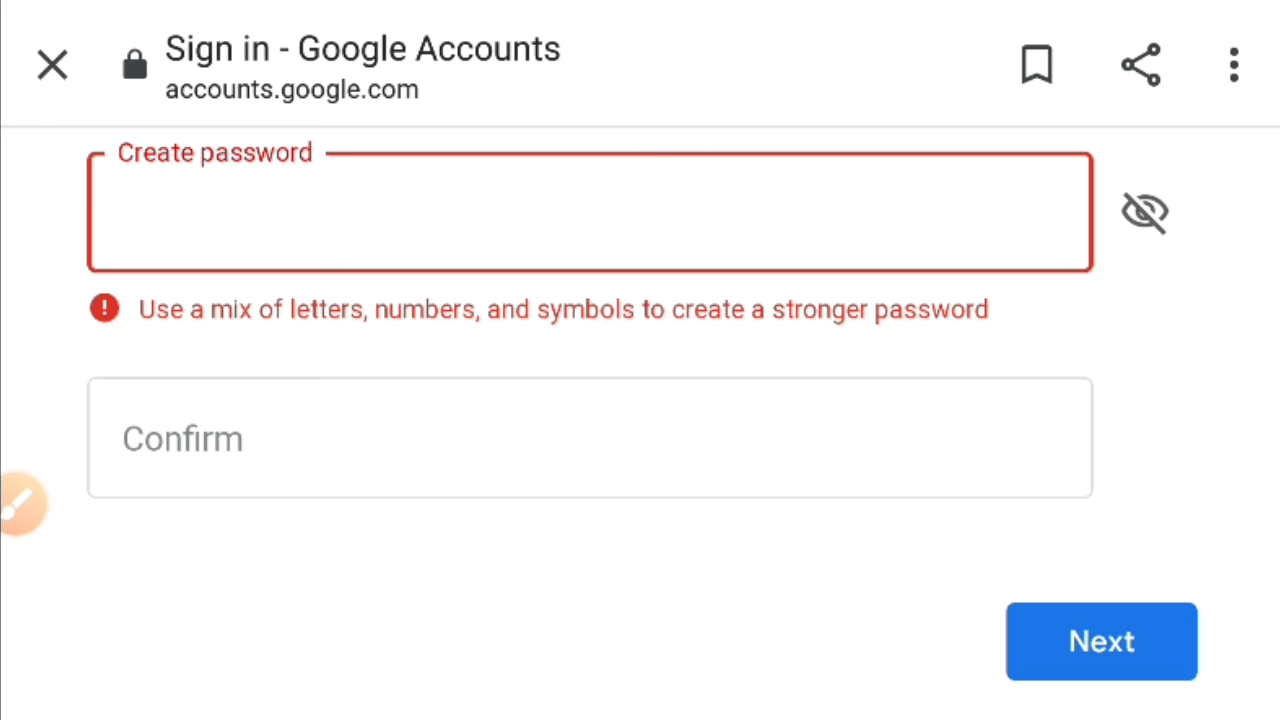 Sign in - Google Accounts
accounts.google.com
Create password
Use a mix of letters, numbers, and symbols to create a stronger password
Confirm
Next